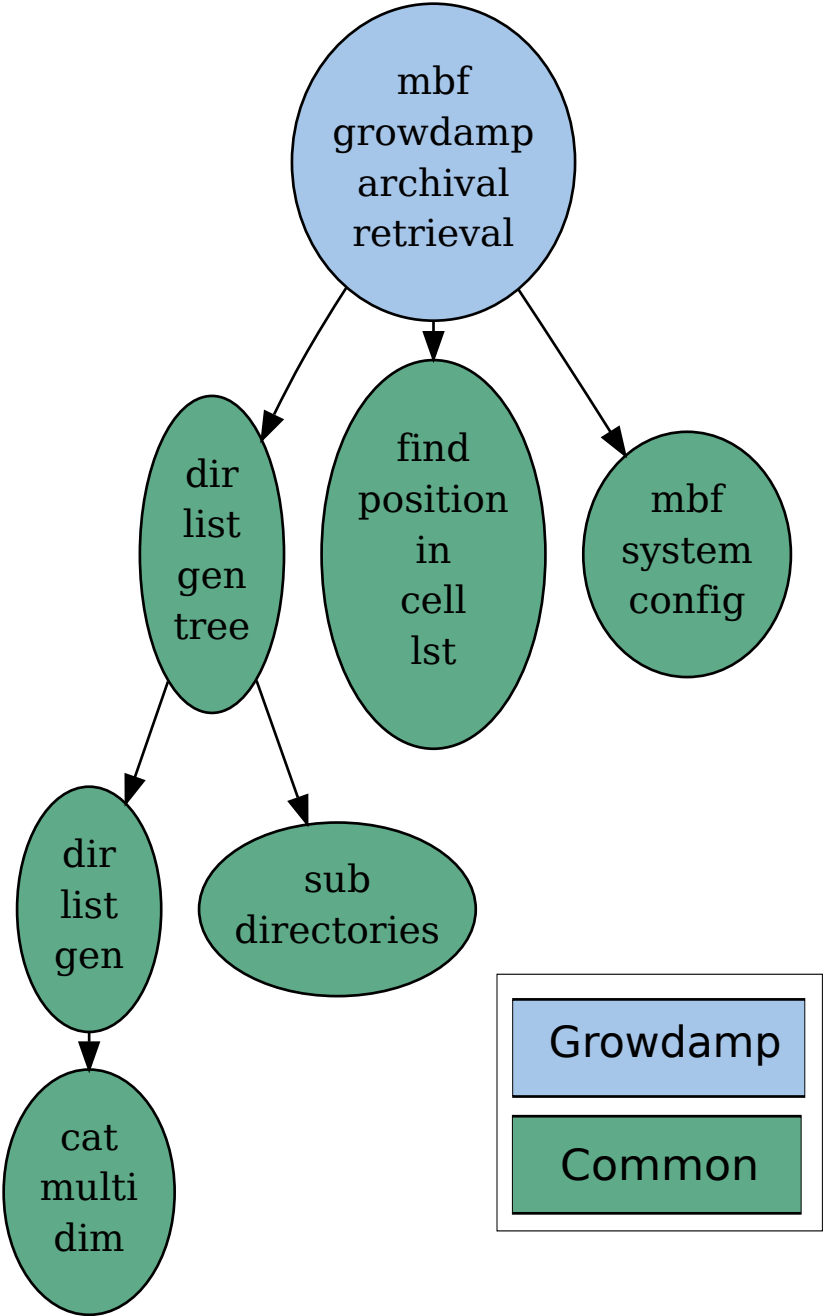 mbf
growdamp
archival
retrieval
dir
list
gen
tree
find
position
in
cell
lst
mbf
system
config
dir
list
gen
sub
directories
cat
multi
dim
Growdamp
Common